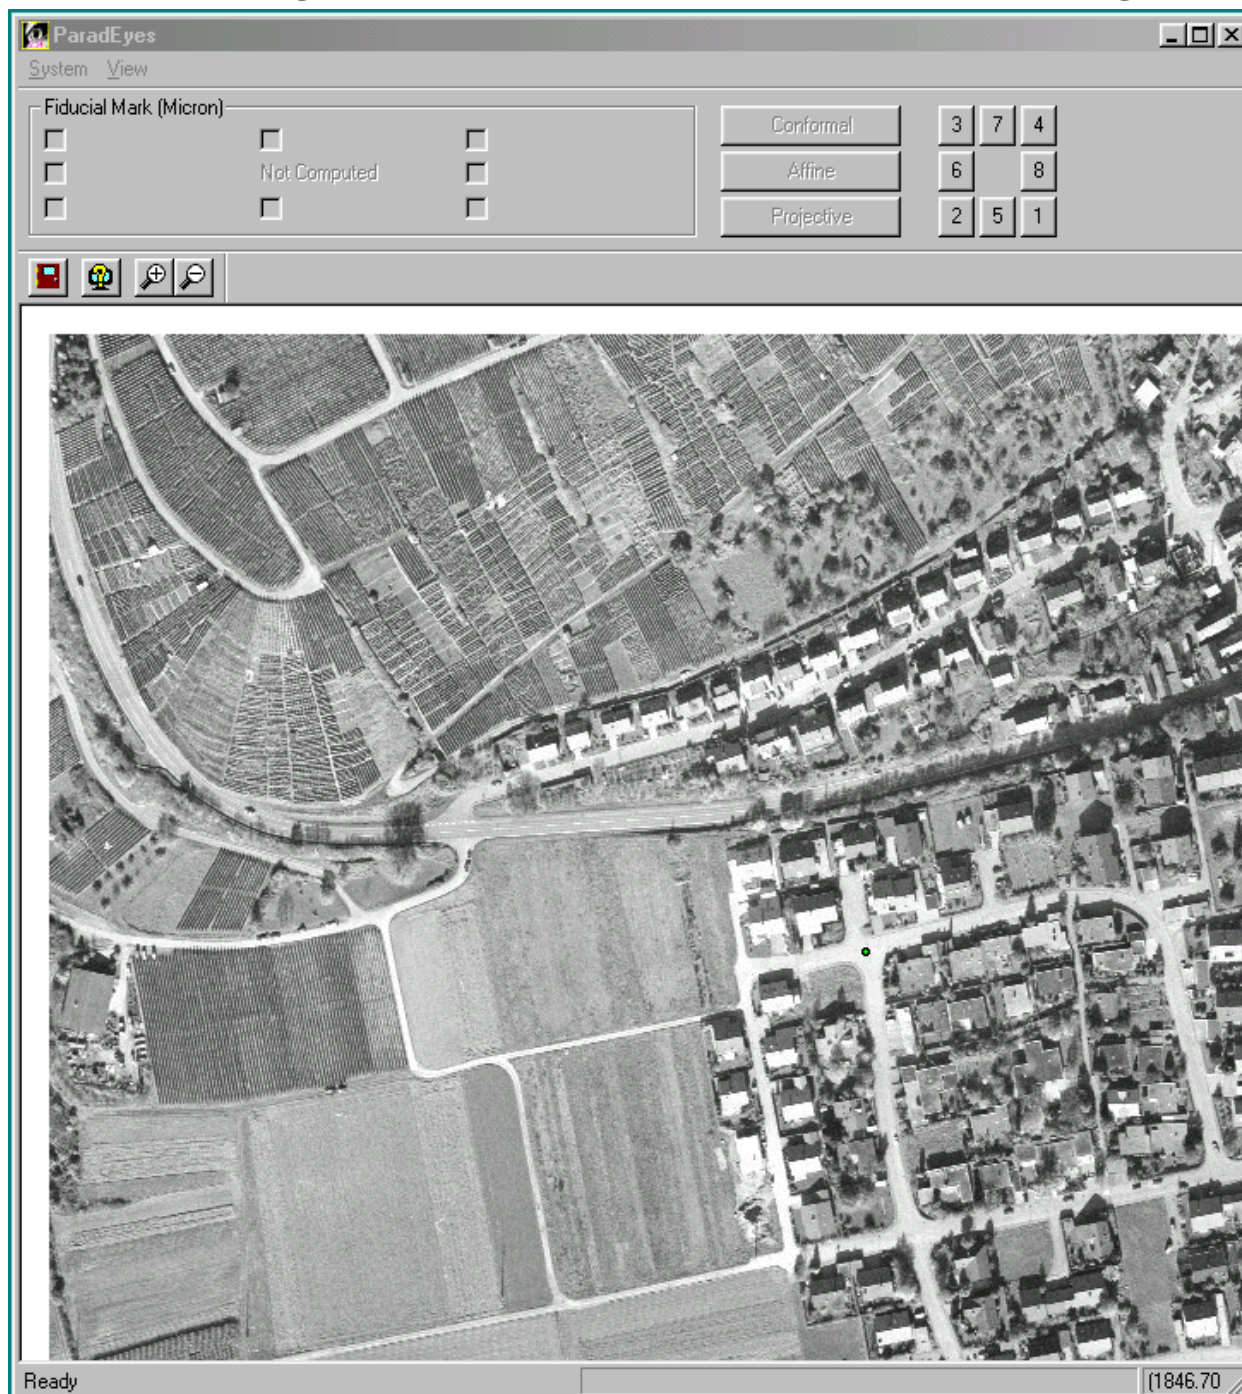 ParadEyes
System View
Fiducial Mark (Micron)
Not Computed
Conformal
Affine
Projective
3 7 4
6 8
2 5 1
Ready
(1846.70